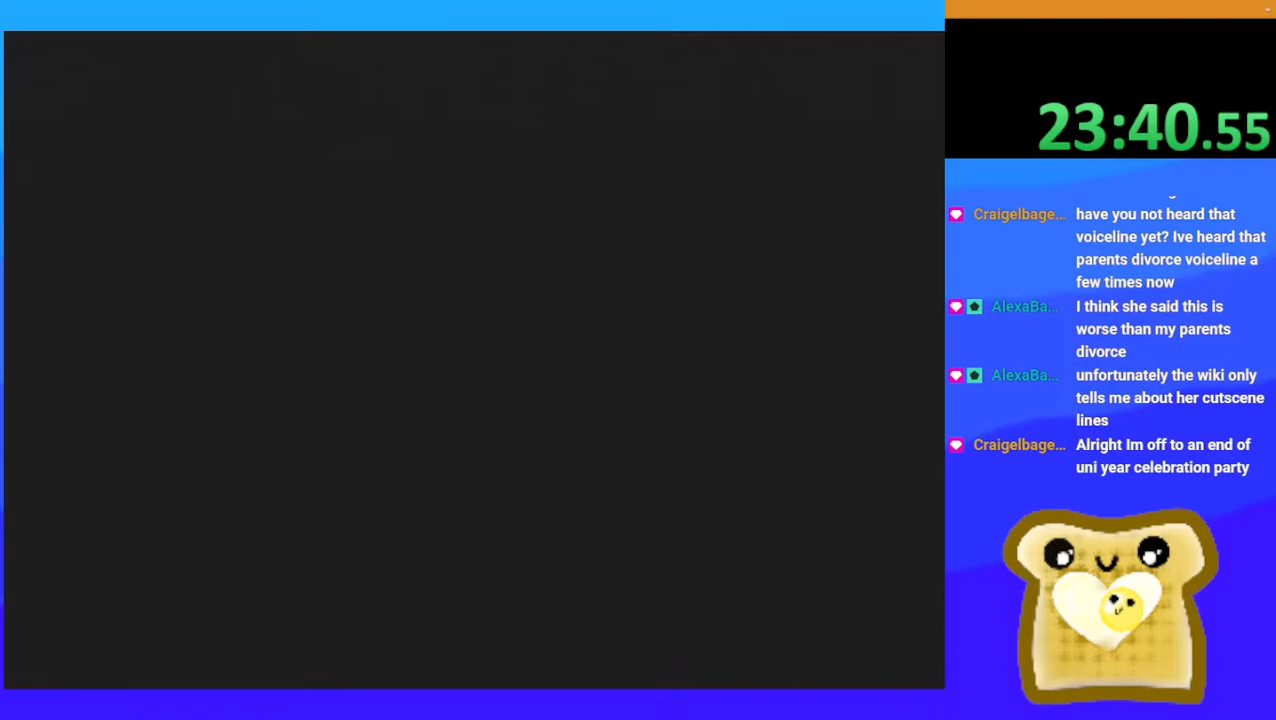 23:40.55
Craigelbage... have you not heard that
voiceline yet? Ive heard that
parents divorce voiceline a
few times now
AlexaBa... I think she said this is
worse than my parents
divorce
AlexaBa... unfortunately the wiki only
tells me about her cutscene
lines
Craigelbage... Alright Im off to an end of
uni year celebration party